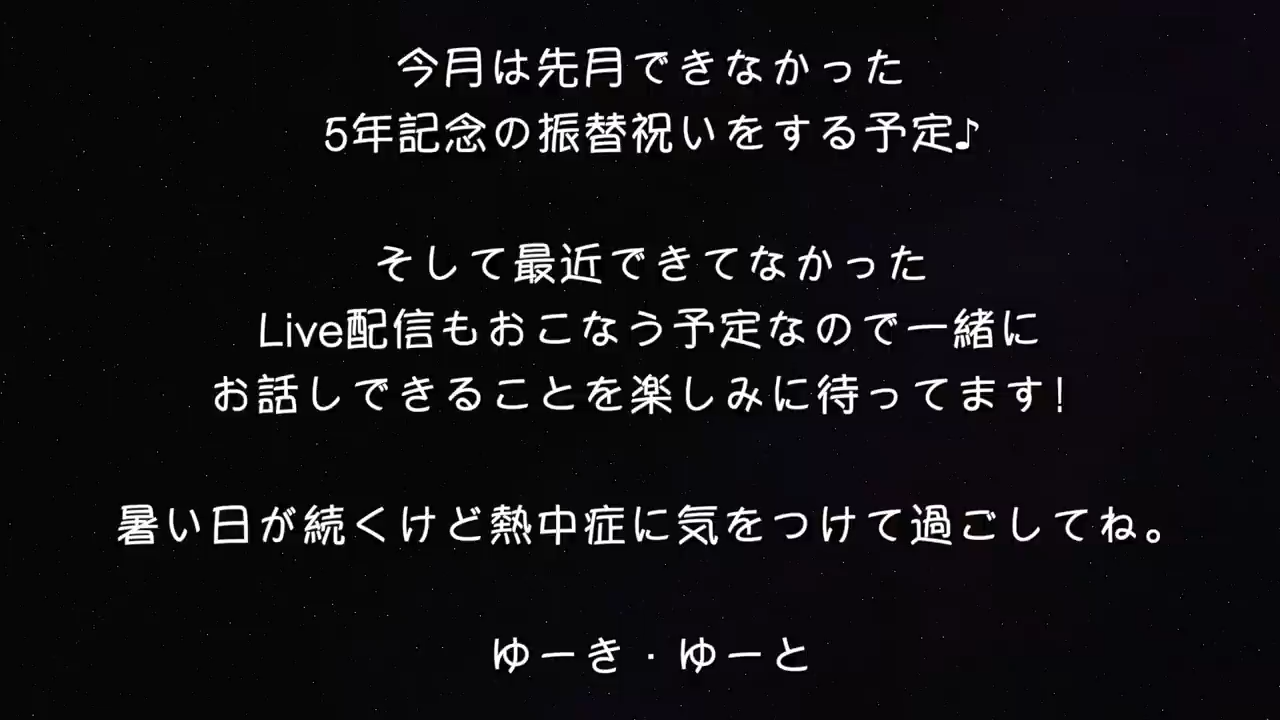 今月は先月できなかった
5年記念の振替祝いをする予定♪
そして最近できてなかった
Live配信もおこなう予定なので一緒に
お話しできることを楽しみに待ってます!
暑い日が続くけど熱中症に気をつけて過ごしてね。
ゆーき・ゆーと